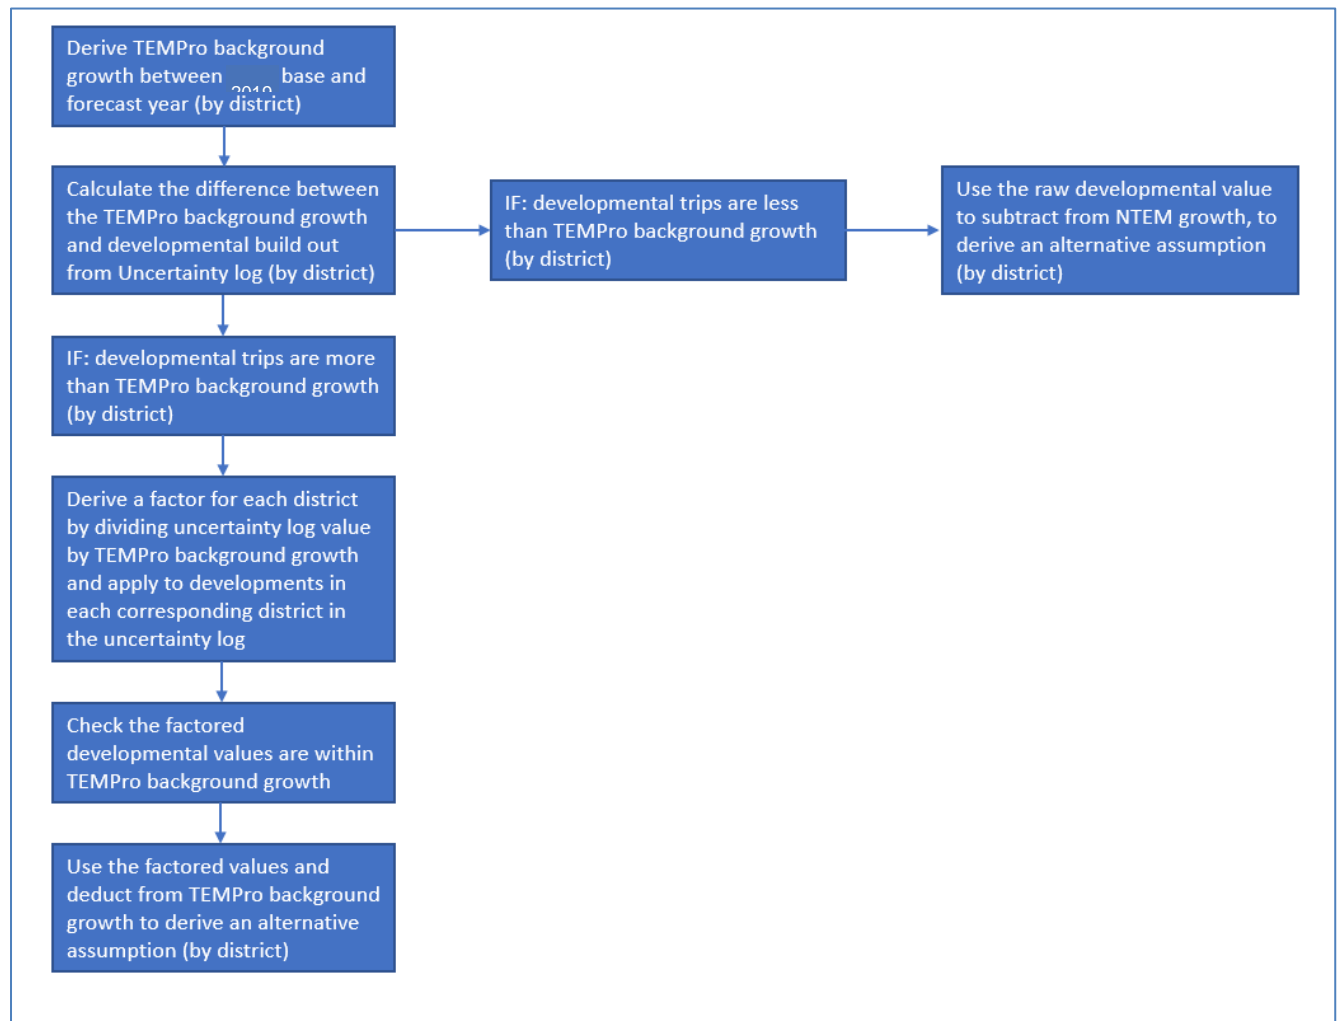 Derive TEMPro background
growth between base and
forecast year (by district)
Calculate the difference between
the TEMPro background growth
and developmental build out
from Uncertainty log (by district)
IF: developmental trips are less
than TEMPro background growth
(by district)
Use the raw developmental value
to subtract from NTEM growth, to
derive an alternative assumption
(by district)
IF: developmental trips are more
than TEMPro background growth
(by district)
Derive a factor for each district
by dividing uncertainty log value
by TEMPro background growth
and apply to developments in
each corresponding district in
the uncertainty log
Check the factored
developmental values are within
TEMPro background growth
Use the factored values and
deduct from TEMPro background
growth to derive an alternative
assumption (by district)